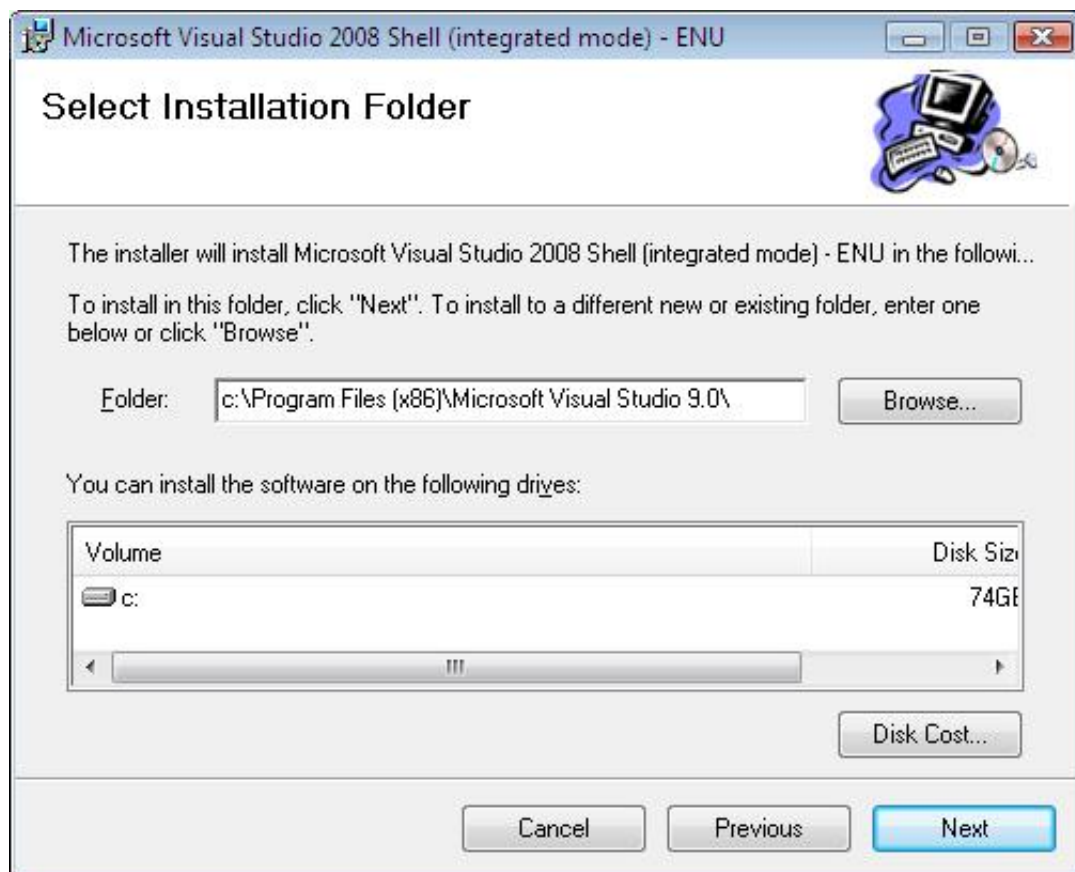 Microsoft Visual Studio 2008 Shell (integrated mode) - ENU
Select Installation Folder
The installer will install Microsoft Visual Studio 2008 Shell (integrated mode) - ENU in the followi...
To install in this folder, click "Next". To install to a different new or existing folder, enter one
below or click "Browse".
Folder: c:\Program Files (x86)\Microsoft Visual Studio 9.0\ Browse...
You can install the software on the following drives:
Volume Disk Siz
c: 74GB
Disk Cost...
Cancel Previous Next